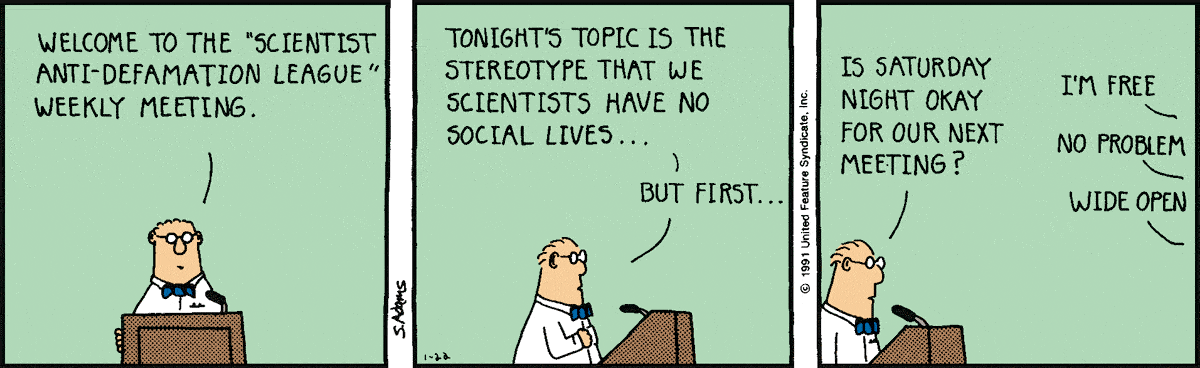 WELCOME TO THE "SCIENTIST
ANTI-DEFAMATION LEAGUE"
WEEKLY MEETING.
S.Adams
TONIGHT'S TOPIC IS THE
STEREOTYPE THAT WE
SCIENTISTS HAVE NO
SOCIAL LIVES...
BUT FIRST...
1-22
© 1991 United Feature Syndicate, Inc.
IS SATURDAY
NIGHT OKAY
FOR OUR NEXT
MEETING?
I'M FREE
NO PROBLEM
WIDE OPEN